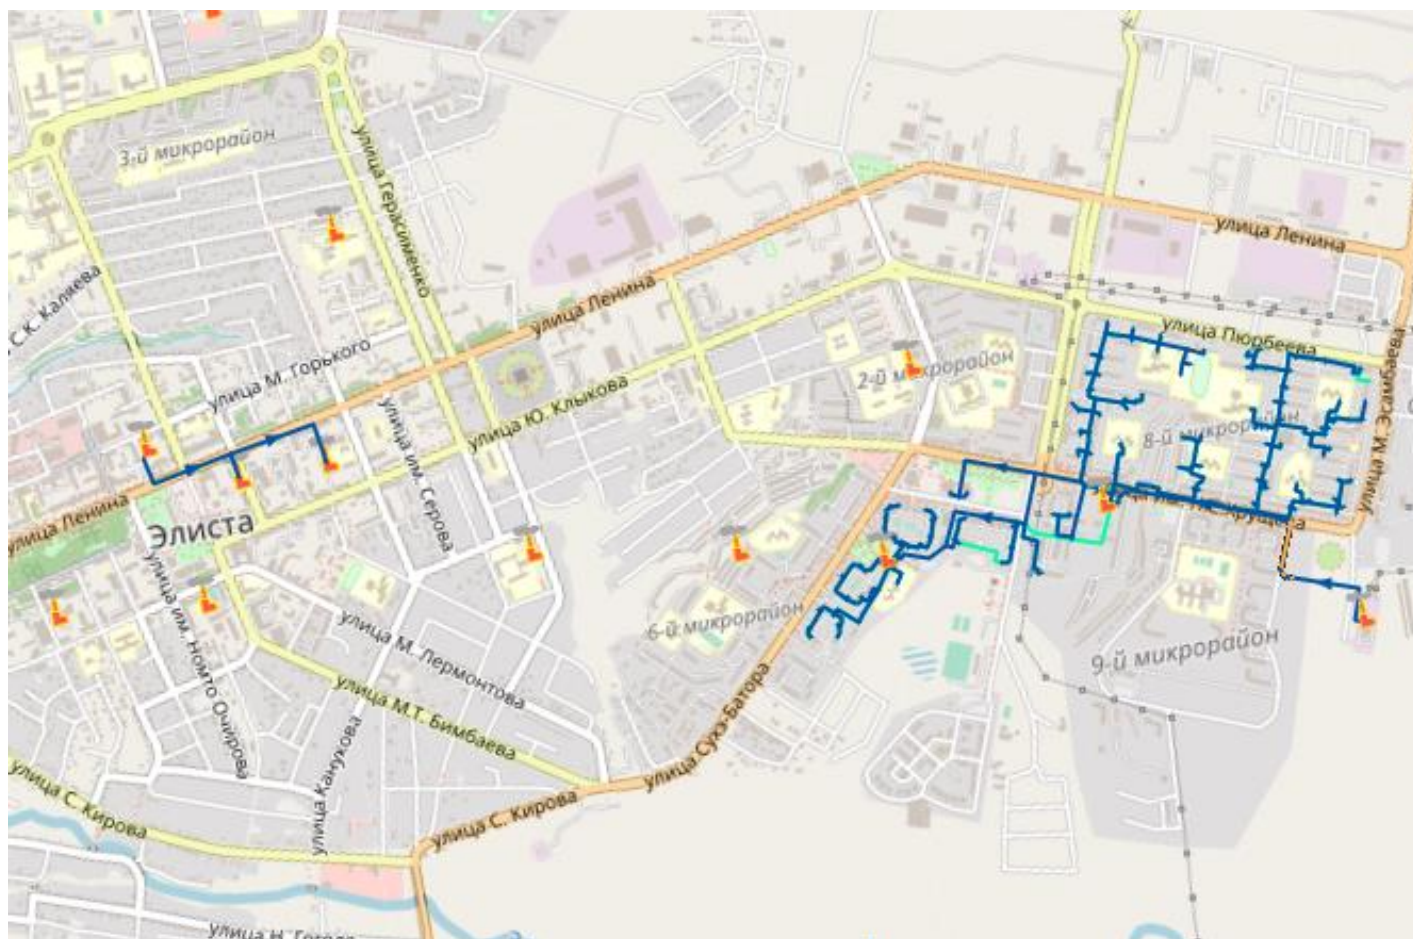 3-й микрорайон
улица Герасименко
улица Ленина
С.К. Каляева
улица Ленина
улица Пюрбеева
улица М. Эсамбаева
улица М. Горького
2-й микрорайон
улица Ю. Клыкова
8-й микрорайон
улица им. Серова
улица Ленина
Элиста
улица им. Номто Очирова
6-й микрорайон
9-й микрорайон
улица М. Лермонтова
улица М.Т. Бимбаева
улица Сухэ-Батора
улица Канукова
улица С. Кирова
улица С. Кирова